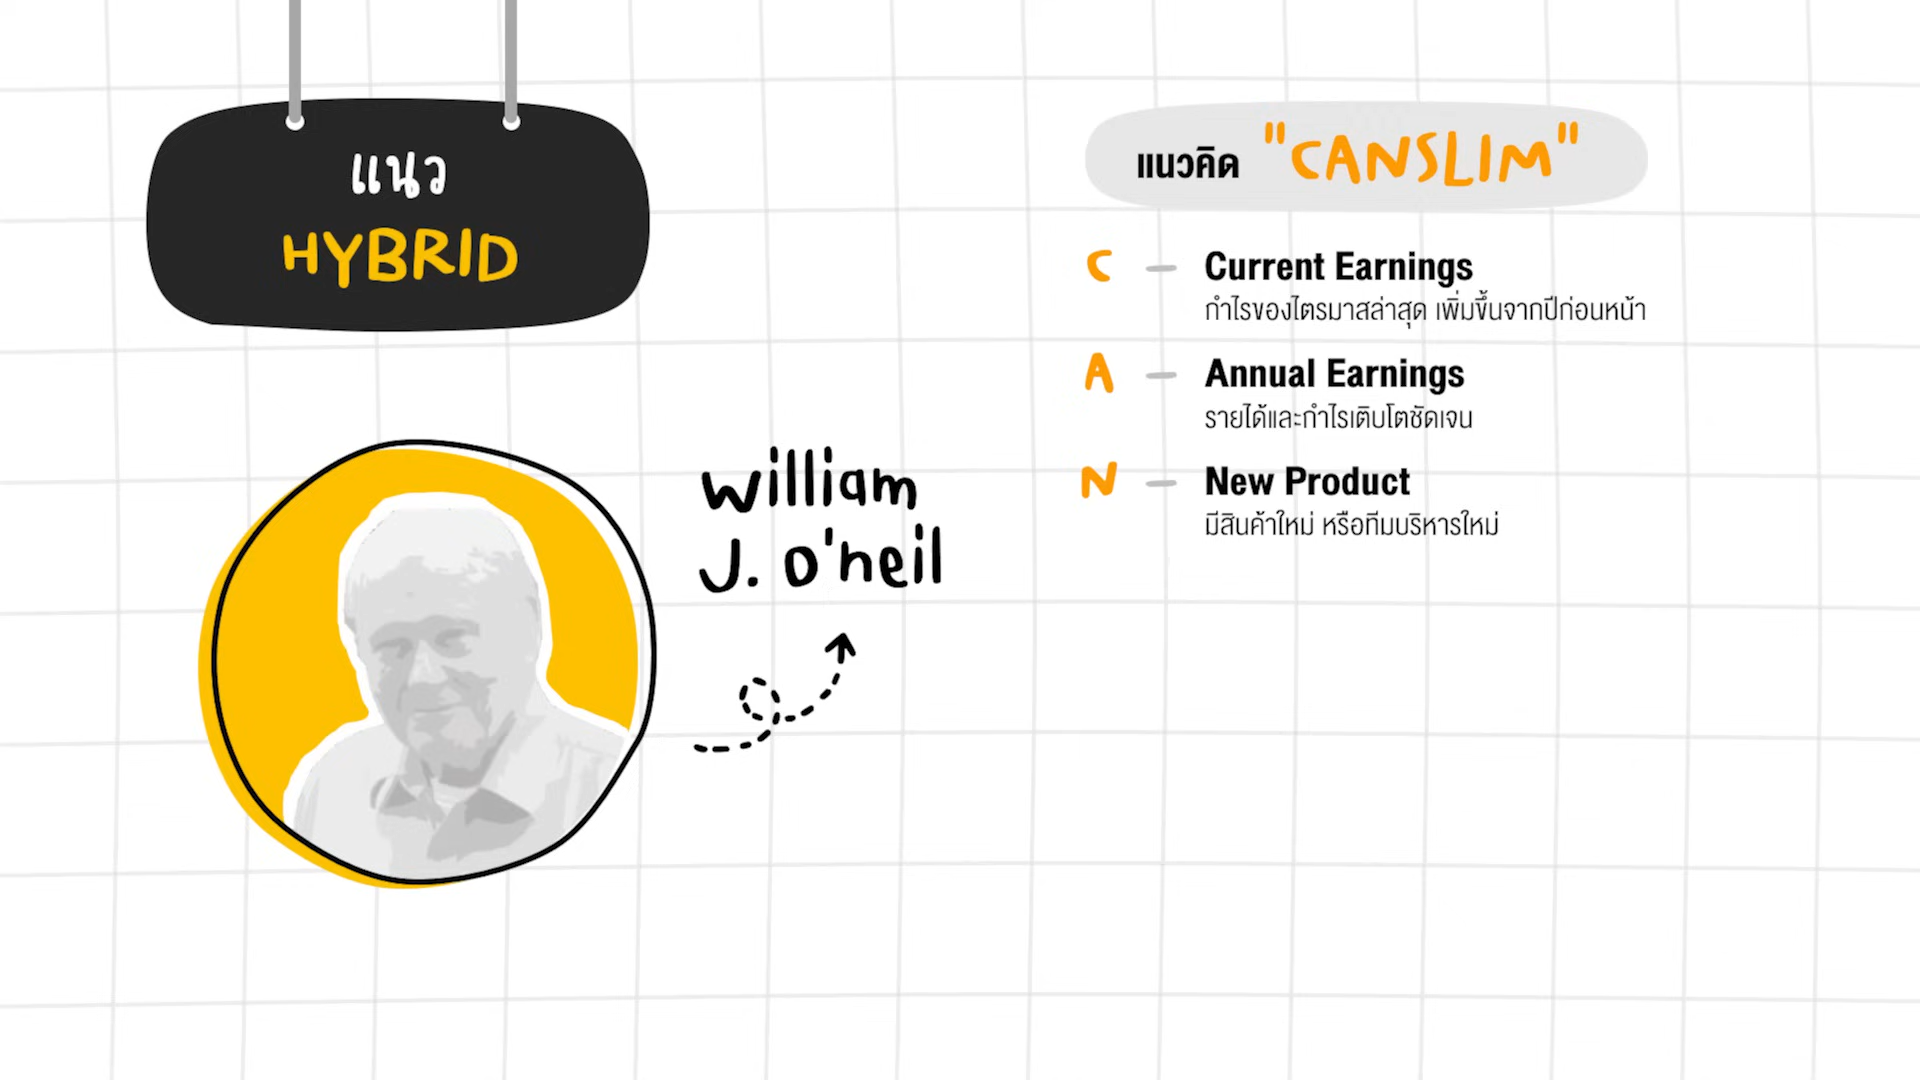 แนว
HYBRID
william
J. o'neil
แนวคิด "CANSLIM"
C – Current Earnings
กำไรของไตรมาสล่าสุด เพิ่มขึ้นจากปีก่อนหน้า
A – Annual Earnings
รายได้และกำไรเติบโตชัดเจน
N – New Product
มีสินค้าใหม่ หรือทีมบริหารใหม่